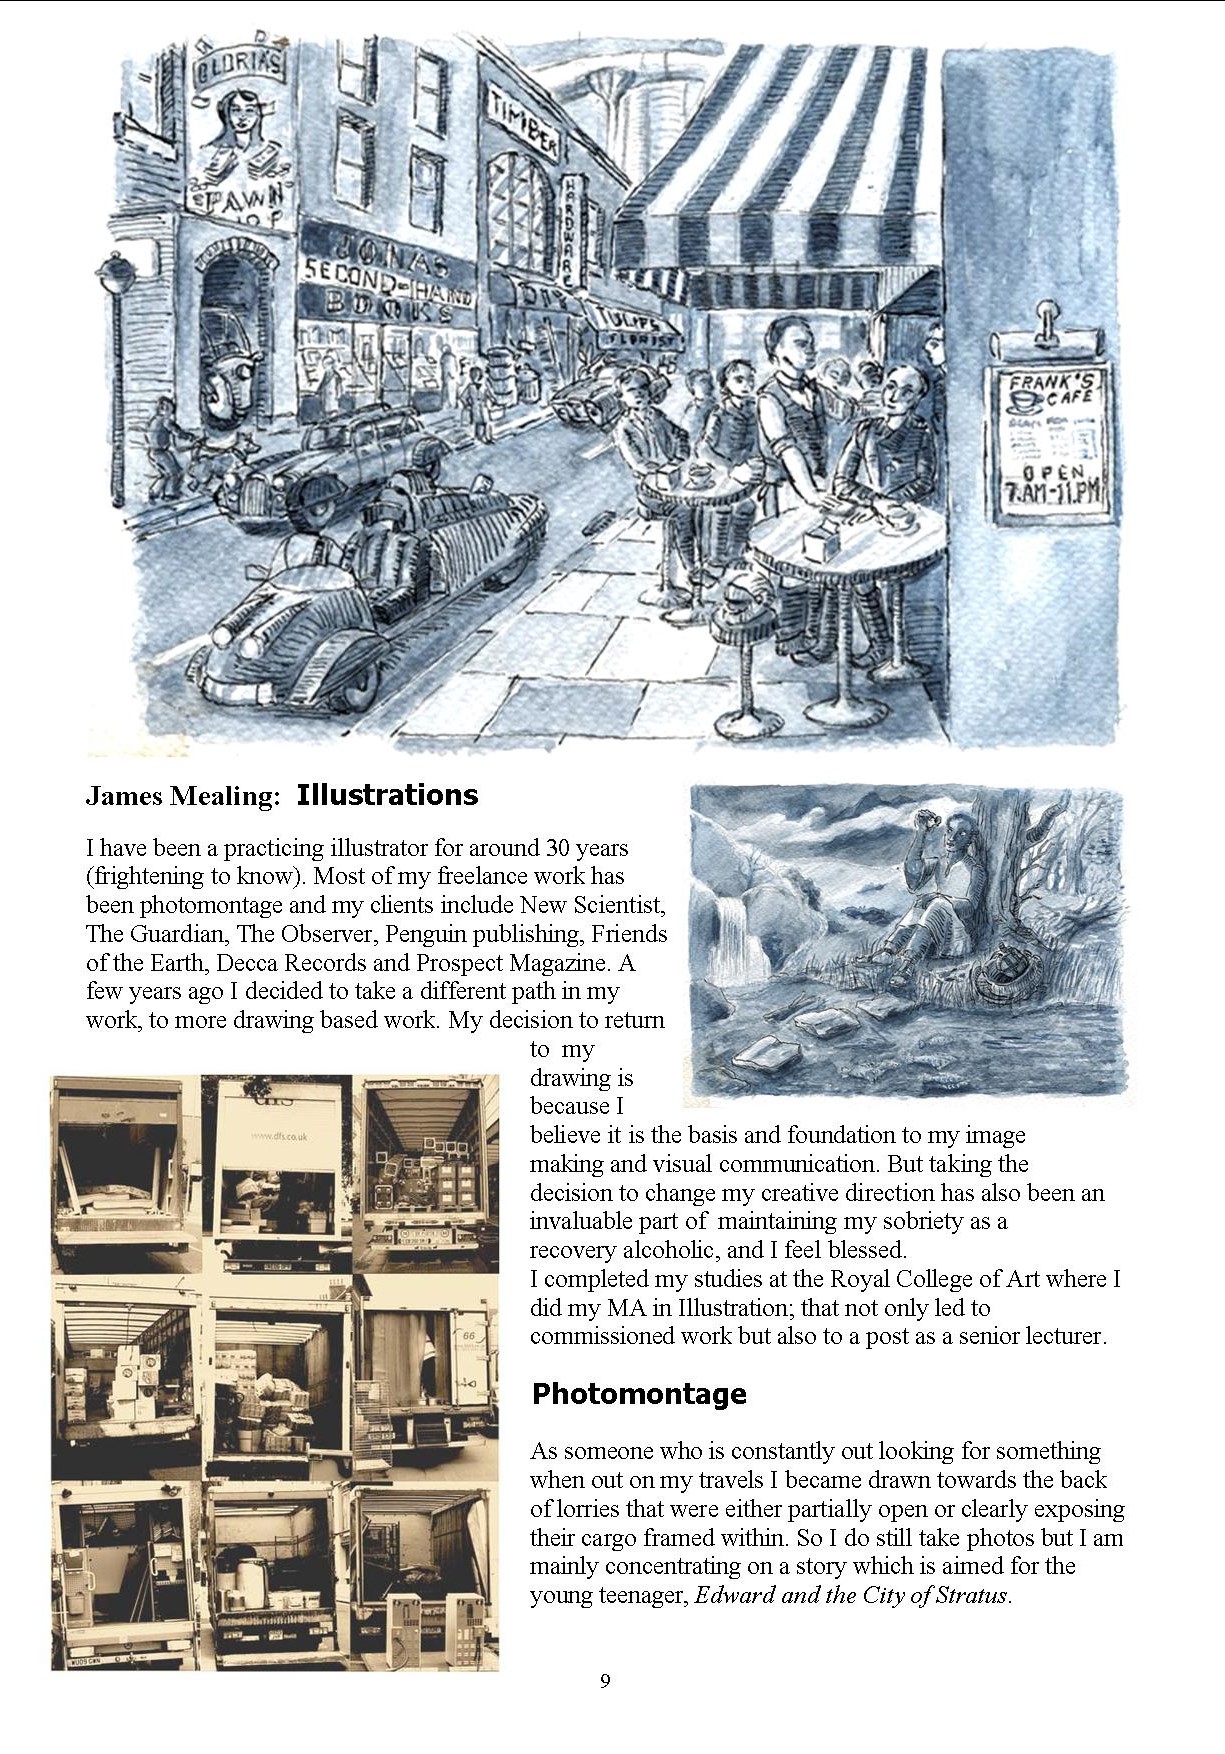 GLORIA'S
PAWN
TIMBER
HARDWARE
JONAS
SECOND-HAND
BOOKS
TULIPS
FLORIST
FRANK'S
CAFE
OPEN
7.AM-11.PM
James Mealing: Illustrations
I have been a practicing illustrator for around 30 years
(frightening to know). Most of my freelance work has
been photomontage and my clients include New Scientist,
The Guardian, The Observer, Penguin publishing, Friends
of the Earth, Decca Records and Prospect Magazine. A
few years ago I decided to take a different path in my
work, to more drawing based work. My decision to return
to my
drawing is
because I
believe it is the basis and foundation to my image
making and visual communication. But taking the
decision to change my creative direction has also been an
invaluable part of maintaining my sobriety as a
recovery alcoholic, and I feel blessed.
I completed my studies at the Royal College of Art where I
did my MA in Illustration; that not only led to
commissioned work but also to a post as a senior lecturer.
dfs
www.dfs.co.uk
66
Photomontage
As someone who is constantly out looking for something
when out on my travels I became drawn towards the back
of lorries that were either partially open or clearly exposing
their cargo framed within. So I do still take photos but I am
mainly concentrating on a story which is aimed for the
young teenager, Edward and the City of Stratus.
9